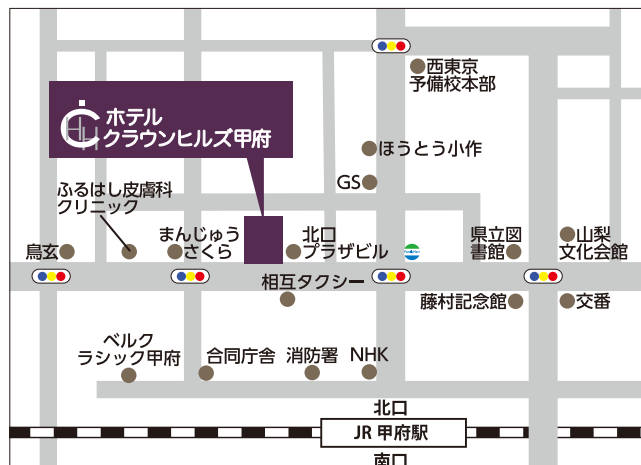 西東京
予備校本部
ホテル
クラウンヒルズ甲府
ほうとう小作
GS
ふるはし皮膚科
クリニック
鳥玄
まんじゅう
さくら
北口
プラザビル
県立図
書館
山梨
文化会館
相互タクシー
藤村記念館
交番
ベルク
ラシック甲府
合同庁舎
消防署
NHK
北口
JR 甲府駅
南口